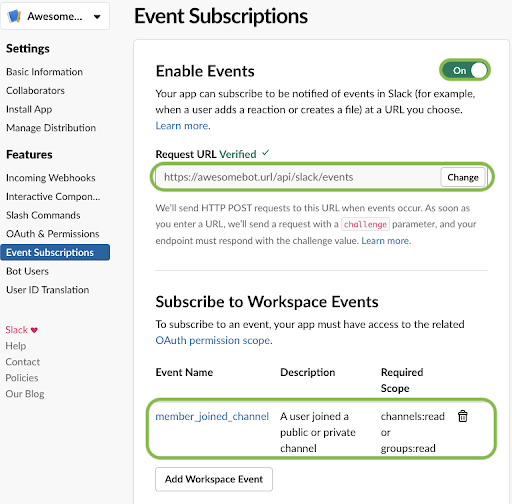 Awesome...
Event Subscriptions
Settings
Basic Information
Collaborators
Install App
Manage Distribution
Features
Incoming Webhooks
Interactive Compon...
Slash Commands
OAuth & Permissions
Event Subscriptions
Bot Users
User ID Translation
Slack ♥
Help
Contact
Policies
Our Blog
Enable Events
On
Your app can subscribe to be notified of events in Slack (for example,
when a user adds a reaction or creates a file) at a URL you choose.
Learn more.
Request URL Verified ✓
https://awesomebot.url/api/slack/events
Change
We'll send HTTP POST requests to this URL when events occur. As soon as
you enter a URL, we'll send a request with a challenge parameter, and your
endpoint must respond with the challenge value. Learn more.
Subscribe to Workspace Events
To subscribe to an event, your app must have access to the related
OAuth permission scope.
Event Name
Description
Required
Scope
member_joined_channel
A user joined a
public or private
channel
channels:read
or
groups:read
Add Workspace Event